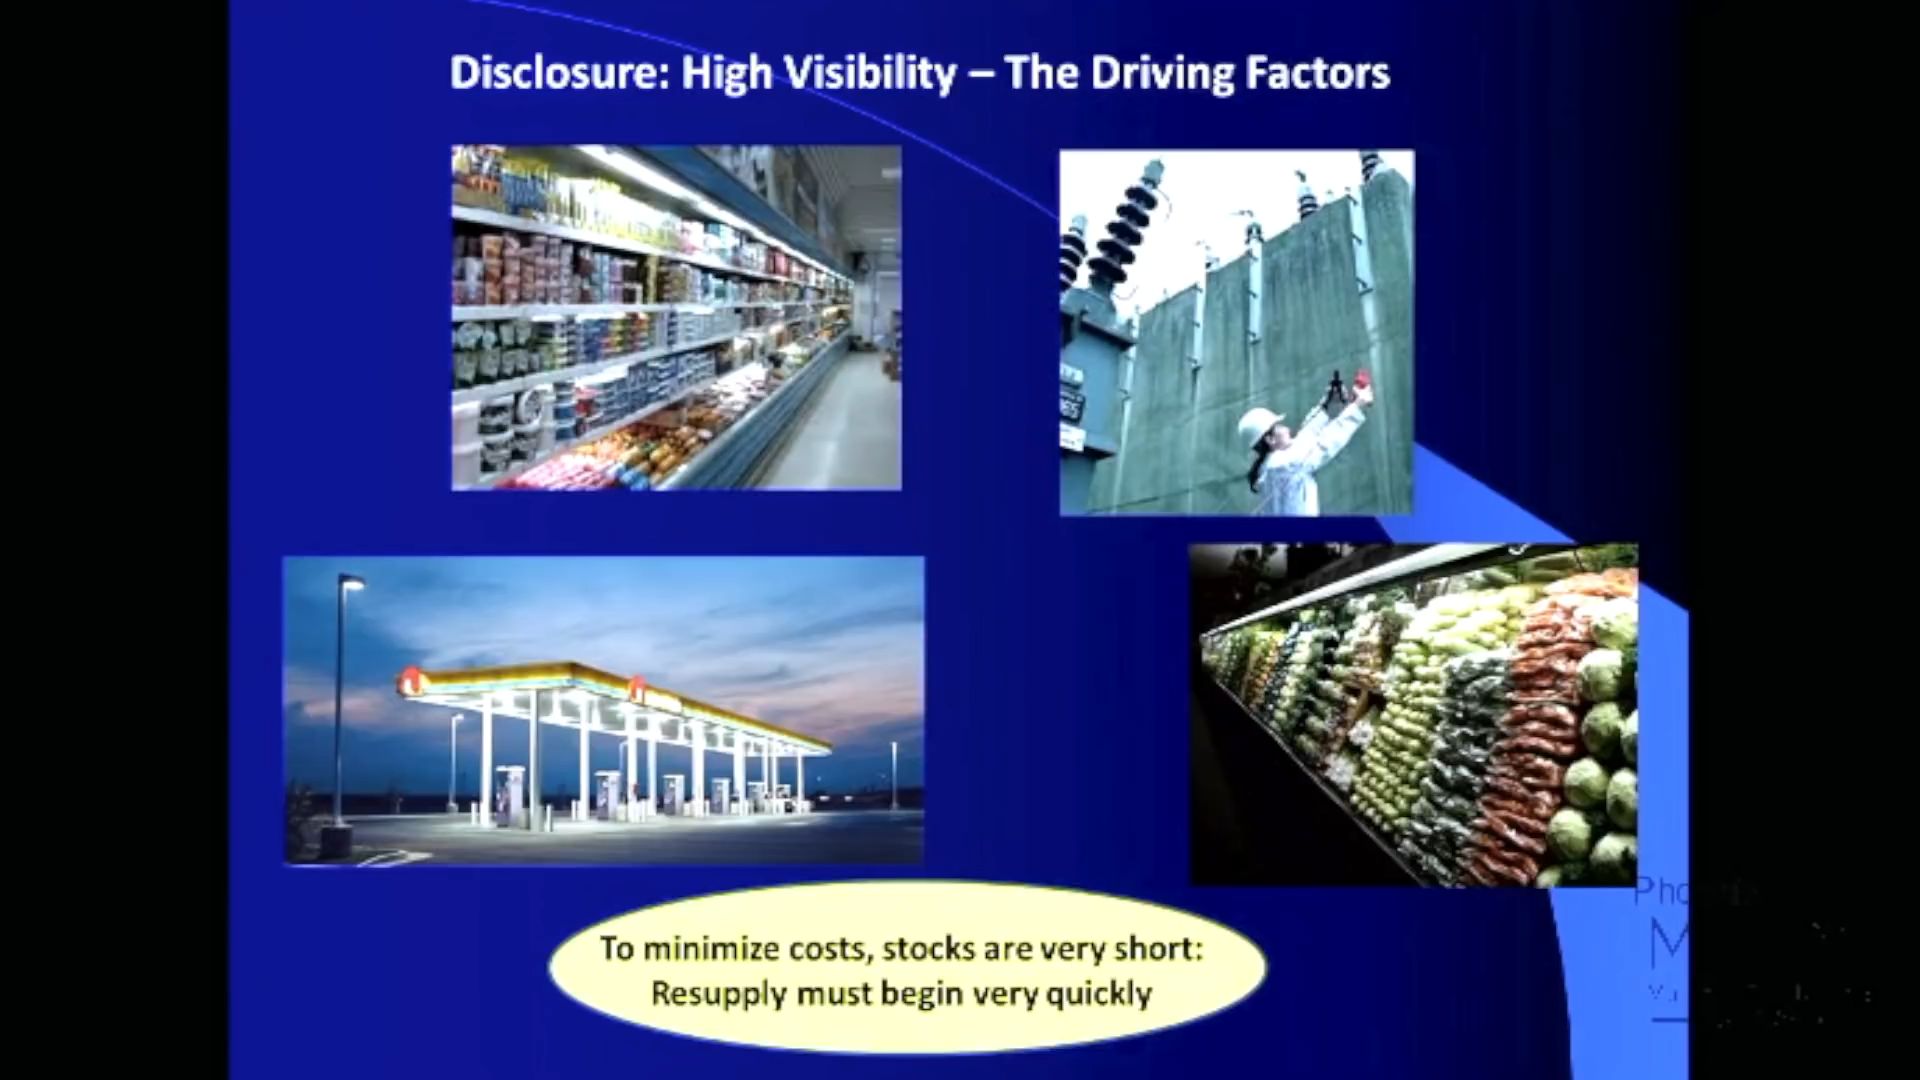 Disclosure: High Visibility – The Driving Factors
To minimize costs, stocks are very short:
Resupply must begin very quickly